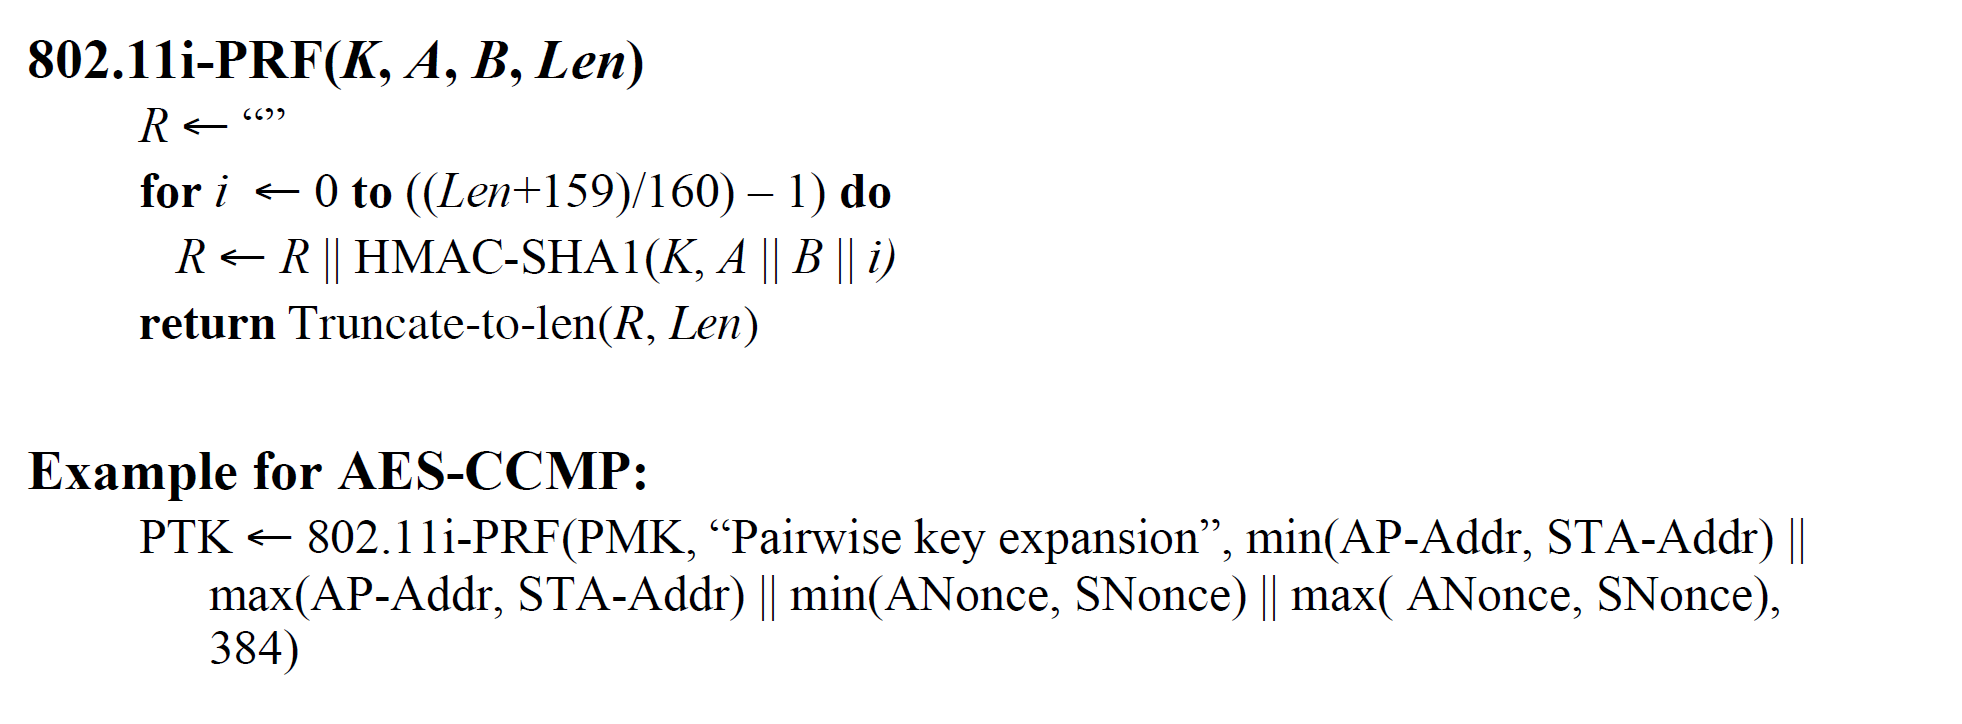 802.11i-PRF(K, A, B, Len)
R ← “”
for i ← 0 to ((Len+159)/160) – 1) do
R ← R || HMAC-SHA1(K, A || B || i)
return Truncate-to-len(R, Len)
Example for AES-CCMP:
PTK ← 802.11i-PRF(PMK, “Pairwise key expansion”, min(AP-Addr, STA-Addr) ||
max(AP-Addr, STA-Addr) || min(ANonce, SNonce) || max( ANonce, SNonce),
384)